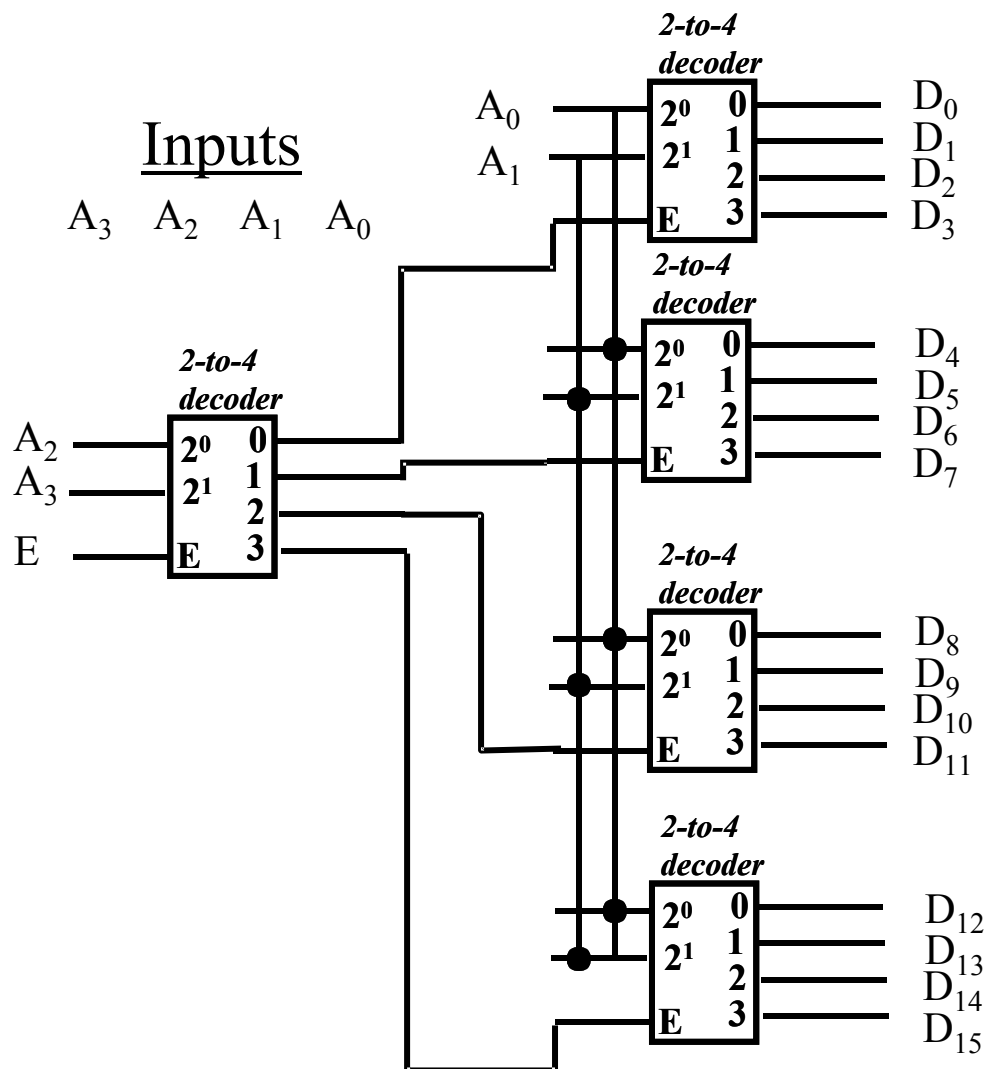 Inputs
A₃ A₂ A₁ A₀
2-to-4
decoder
A₀
A₁
2⁰
2¹
E
0
1
2
3
D₀
D₁
D₂
D₃
2-to-4
decoder
2⁰
2¹
E
0
1
2
3
D₄
D₅
D₆
D₇
2-to-4
decoder
A₂
A₃
E
2⁰
2¹
E
0
1
2
3
2-to-4
decoder
2⁰
2¹
E
0
1
2
3
D₈
D₉
D₁₀
D₁₁
2-to-4
decoder
2⁰
2¹
E
0
1
2
3
D₁₂
D₁₃
D₁₄
D₁₅